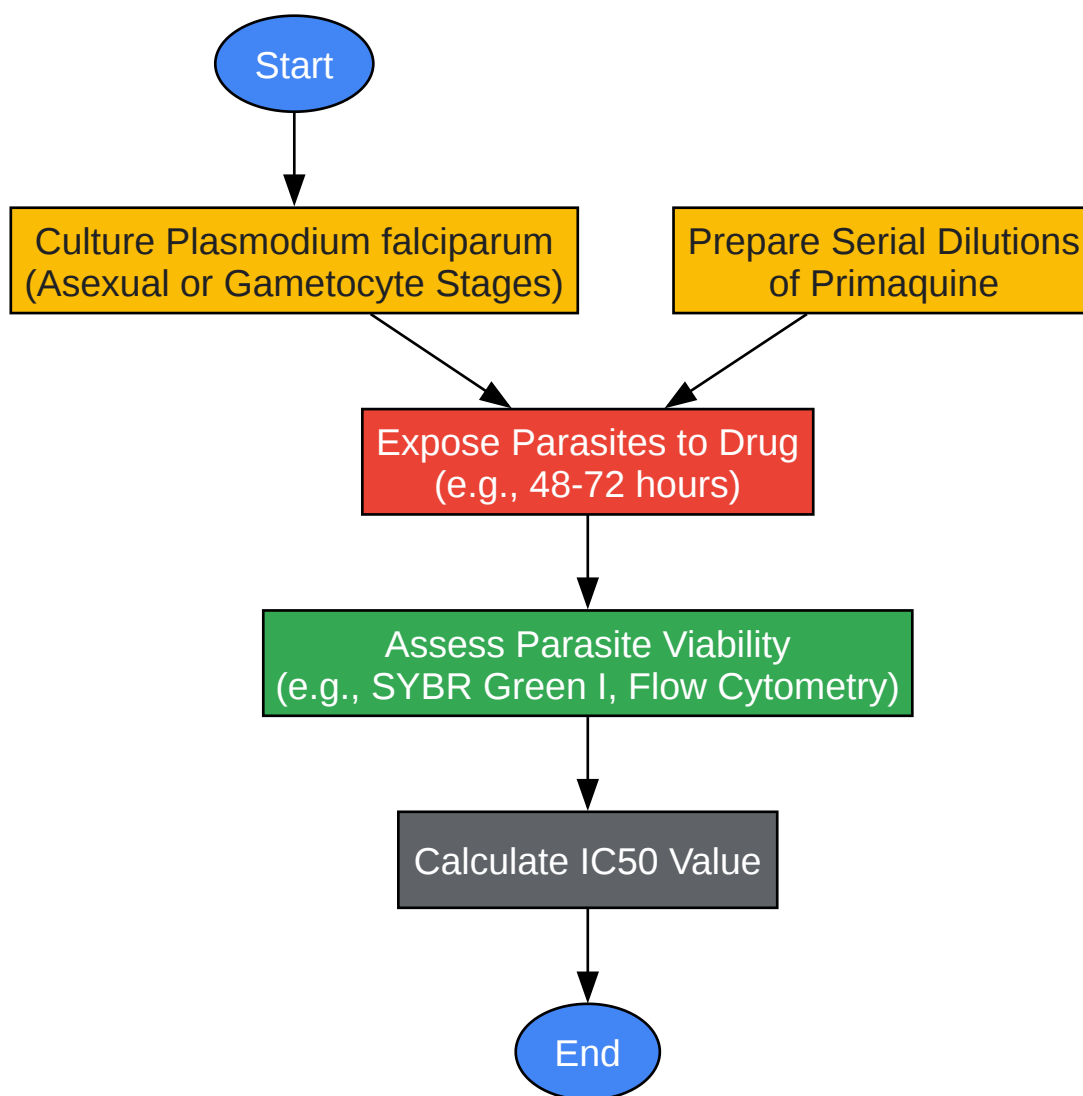 Start
Culture Plasmodium falciparum
(Asexual or Gametocyte Stages)
Prepare Serial Dilutions
of Primaquine
Expose Parasites to Drug
(e.g., 48-72 hours)
Assess Parasite Viability
(e.g., SYBR Green I, Flow Cytometry)
Calculate IC50 Value
End